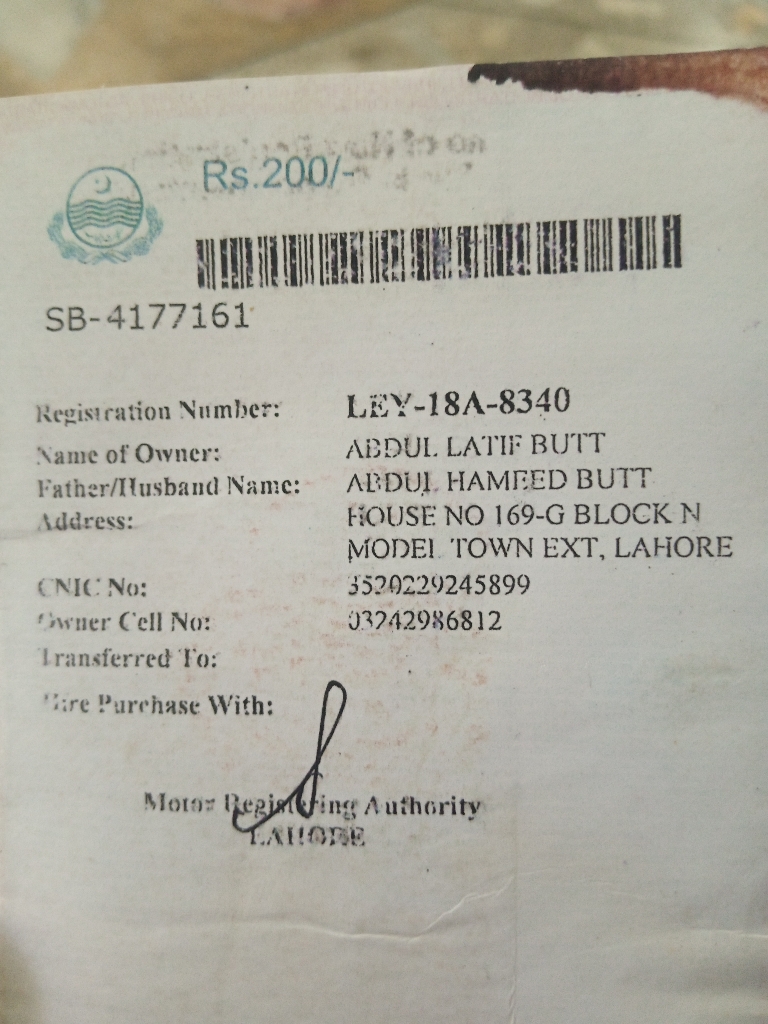 Rs.200/-
SB-4177161
Registration Number: LEY-18A-8340
Name of Owner: ABDUL LATIF BUTT
Father/Husband Name: ABDUL HAMEED BUTT
Address: HOUSE NO 169-G BLOCK N
MODEL TOWN EXT, LAHORE
CNIC No: 3520229245899
Owner Cell No: 03242986812
Transferred To:
Hire Purchase With:
Motor Registering Authority
LAHORE